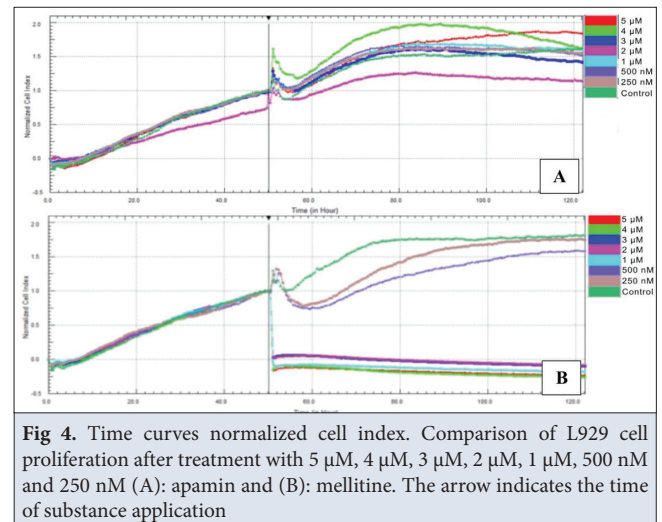 Normalized Cell Index
2.0
1.5
1.0
0.5
0.0
-0.5
0.0 20.0 40.0 60.0 80.0 100.0 120.0
Time (in Hour)
A
5 μM
4 μM
3 μM
2 μM
1 μM
500 nM
250 nM
Control
Normalized Cell Index
2.0
1.5
1.0
0.5
0.0
-0.5
0.0 20.0 40.0 60.0 80.0 100.0 120.0
Time (in Hour)
B
5 μM
4 μM
3 μM
2 μM
1 μM
500 nM
250 nM
Control
Fig 4. Time curves normalized cell index. Comparison of L929 cell
proliferation after treatment with 5 μM, 4 μM, 3 μM, 2 μM, 1 μM, 500 nM
and 250 nM (A): apamin and (B): mellitine. The arrow indicates the time
of substance application